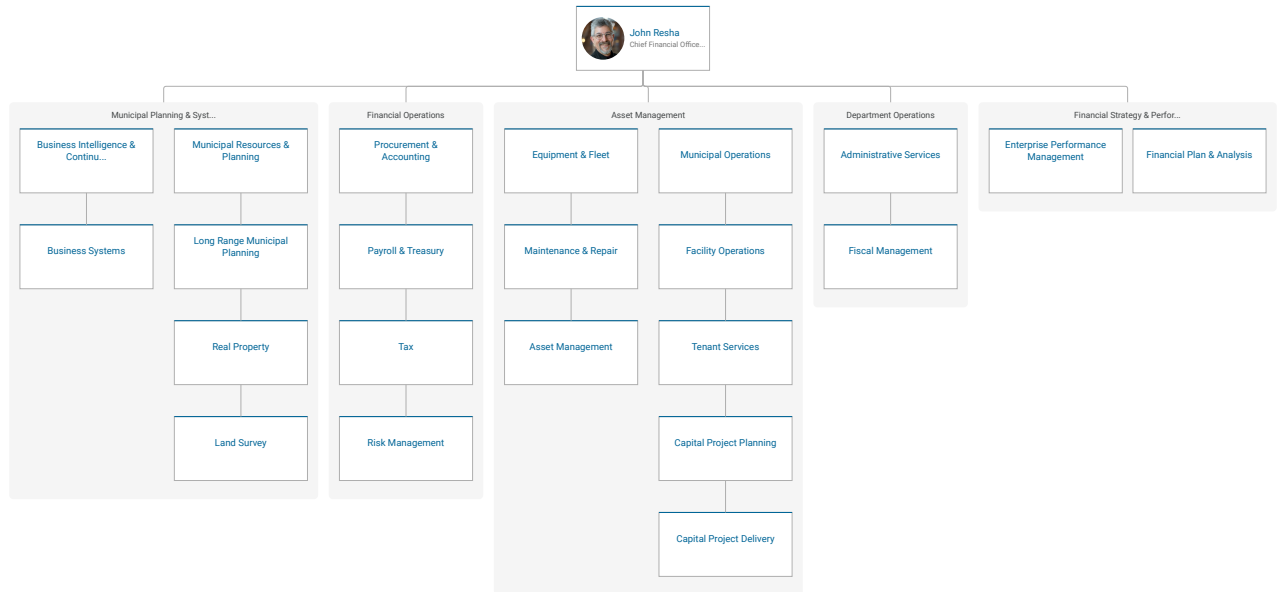 John Resha
Chief Financial Office...
Municipal Planning & Syst...
Business Intelligence &
Continu...
Business Systems
Municipal Resources &
Planning
Long Range Municipal
Planning
Real Property
Land Survey
Financial Operations
Procurement &
Accounting
Payroll & Treasury
Tax
Risk Management
Asset Management
Equipment & Fleet
Maintenance & Repair
Asset Management
Municipal Operations
Facility Operations
Tenant Services
Capital Project Planning
Capital Project Delivery
Department Operations
Administrative Services
Fiscal Management
Financial Strategy & Perfor...
Enterprise Performance
Management
Financial Plan & Analysis